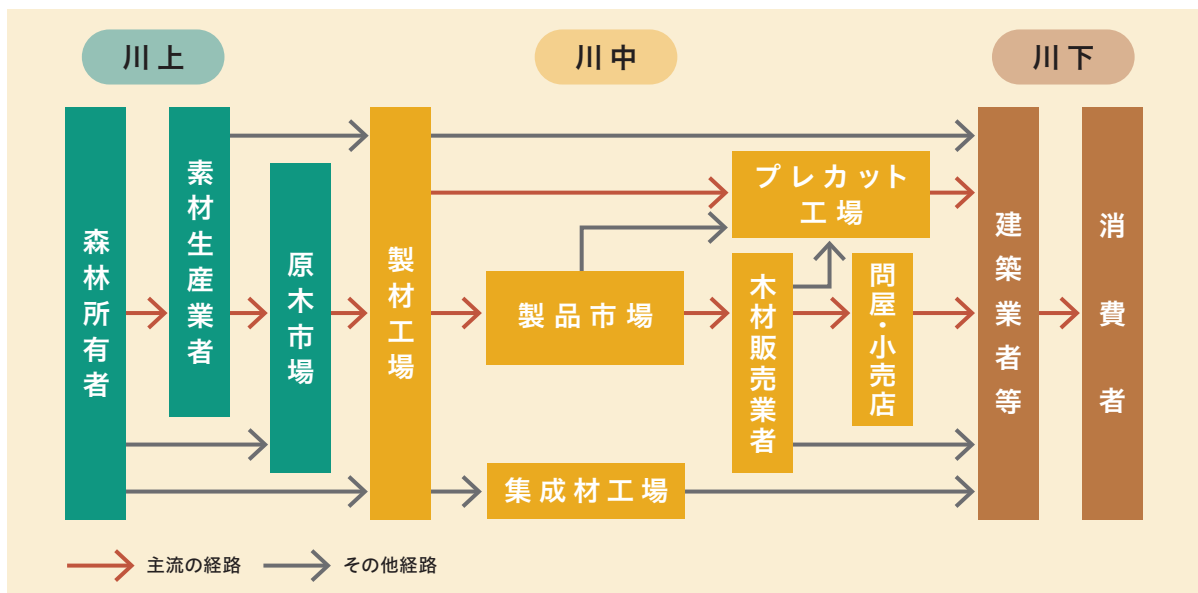 川上
川中
川下
森林所有者
素材生産業者
原木市場
製材工場
製品市場
集成材工場
プレカット
工場
木材販売業者
問屋・小売店
建築業者等
消費者
主流の経路
その他経路